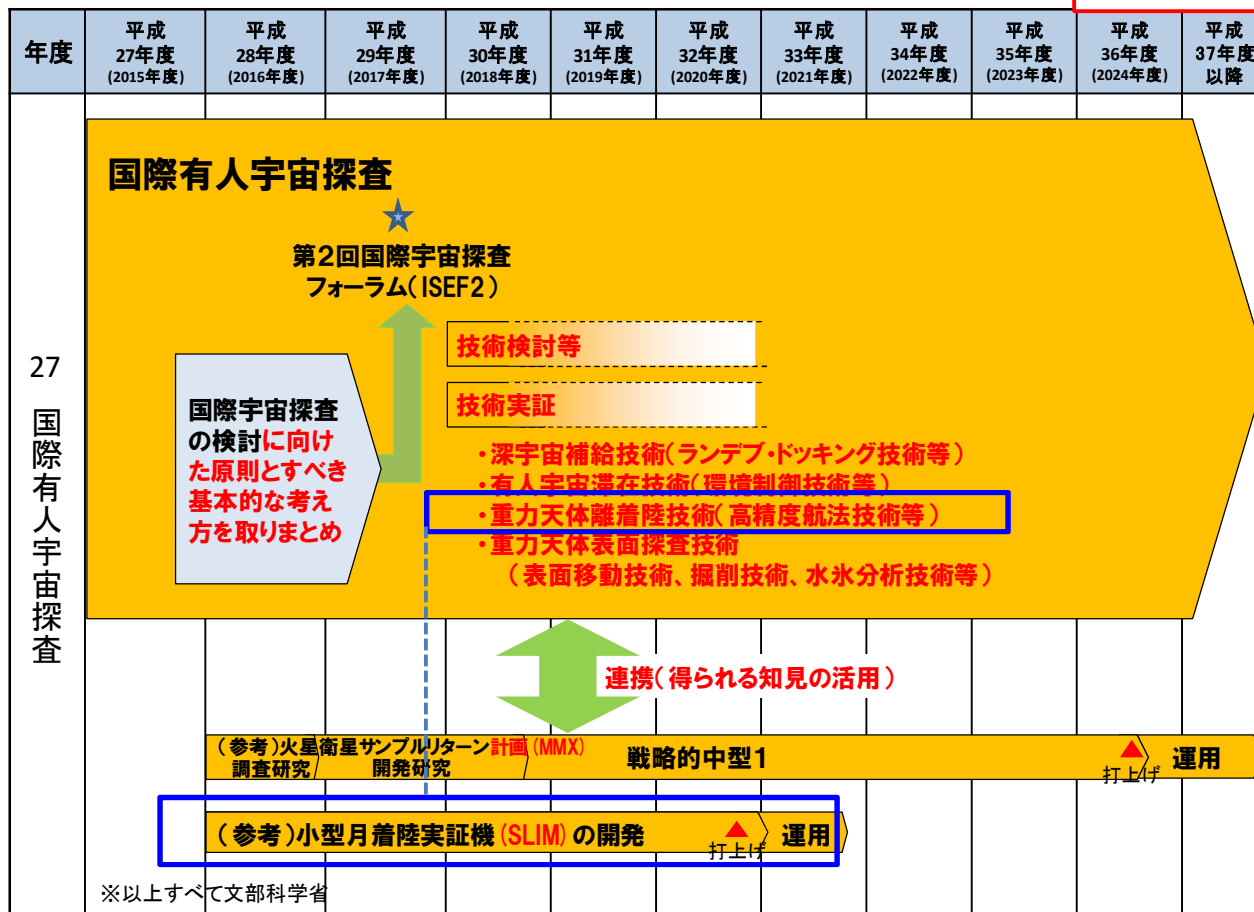 年度
平成
27年度
(2015年度)
平成
28年度
(2016年度)
平成
29年度
(2017年度)
平成
30年度
(2018年度)
平成
31年度
(2019年度)
平成
32年度
(2020年度)
平成
33年度
(2021年度)
平成
34年度
(2022年度)
平成
35年度
(2023年度)
平成
36年度
(2024年度)
平成
37年度
以降
27
国際有人宇宙探査
国際有人宇宙探査
第2回国際宇宙探査
フォーラム(ISEF2)
技術検討等
技術実証
国際宇宙探査
の検討に向け
た原則とすべき
基本的な考え
方を取りまとめ
・深宇宙補給技術(ランデブ・ドッキング技術等)
・有人宇宙滞在技術(環境制御技術等)
・重力天体離着陸技術(高精度航法技術等)
・重力天体表面探査技術
(表面移動技術、掘削技術、水氷分析技術等)
連携(得られる知見の活用)
(参考)火星衛星サンプルリターン計画(MMX)
調査研究
開発研究
戦略的中型1
打上げ
運用
(参考)小型月着陸実証機(SLIM)の開発
打上げ
運用
※以上すべて文部科学省